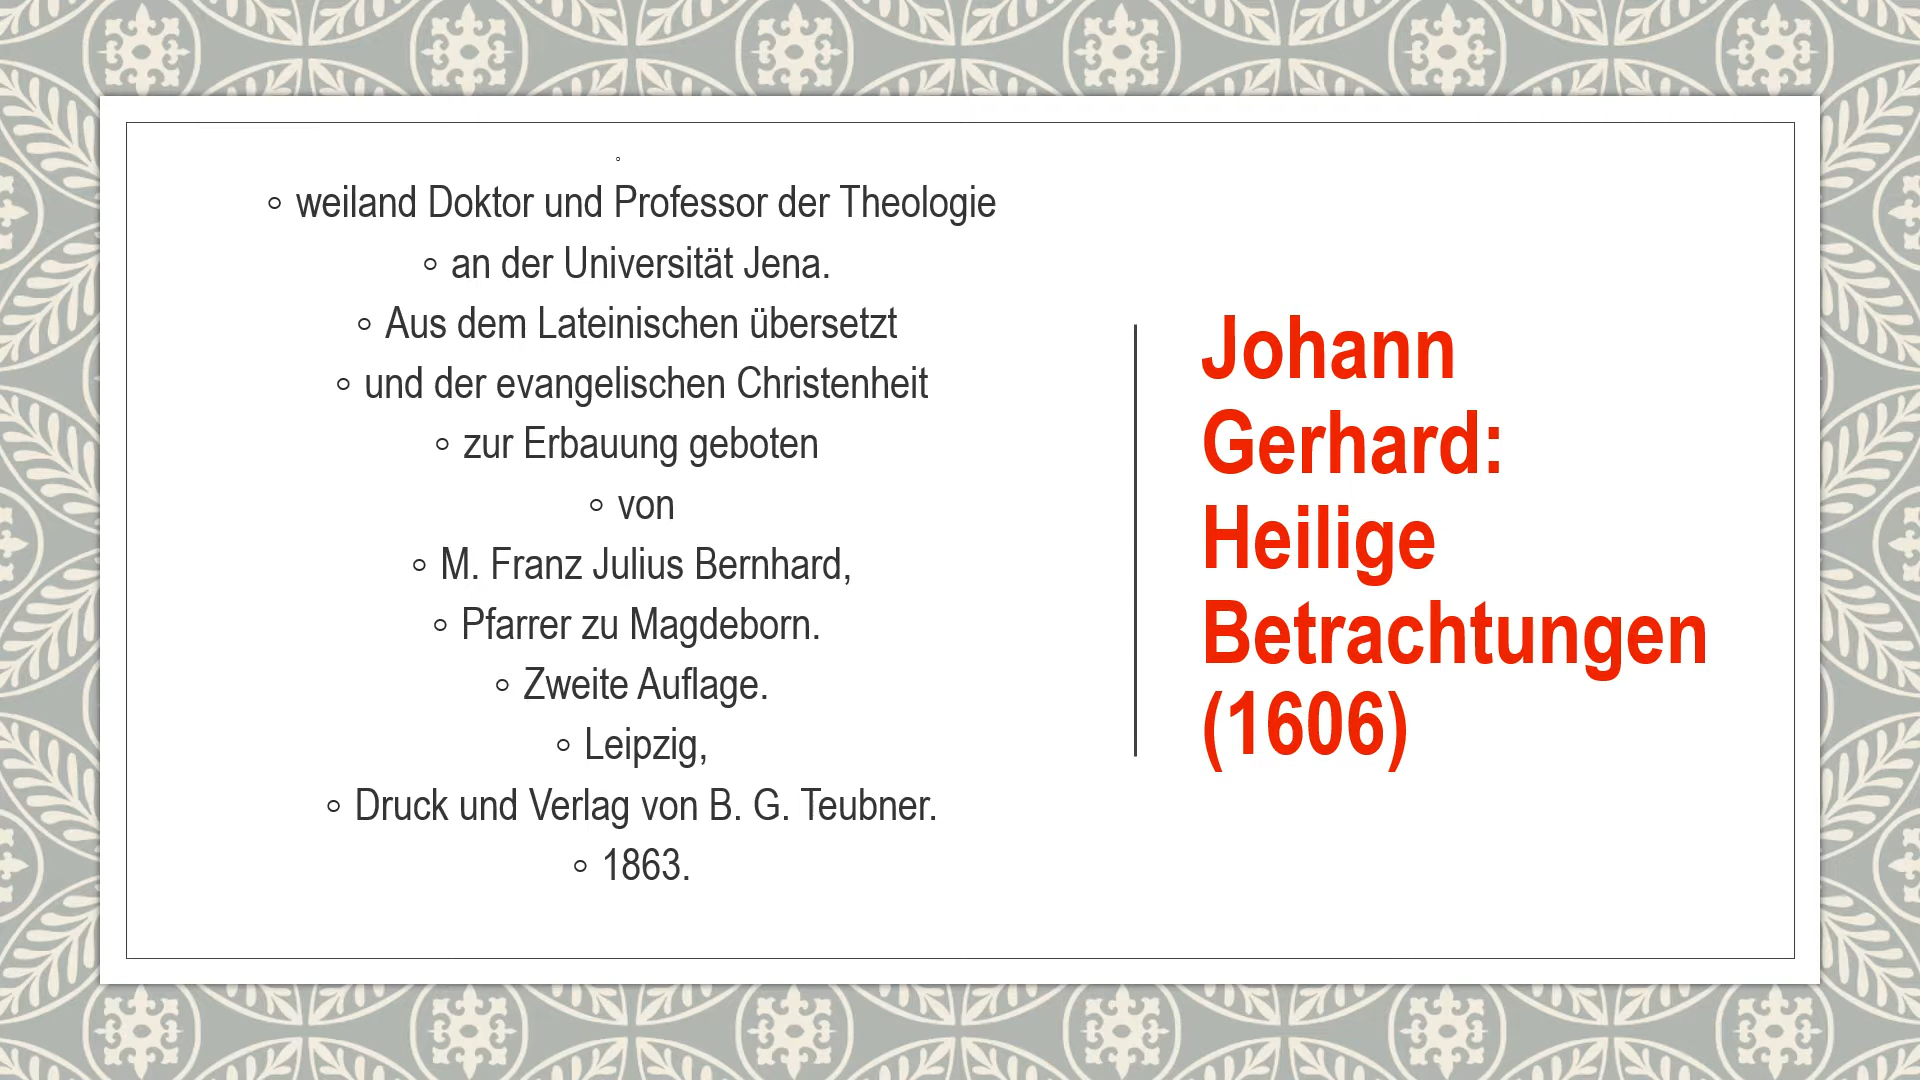 weiland Doktor und Professor der Theologie
an der Universität Jena.
Aus dem Lateinischen übersetzt
und der evangelischen Christenheit
zur Erbauung geboten
von
M. Franz Julius Bernhard,
Pfarrer zu Magdeborn.
Zweite Auflage.
Leipzig,
Druck und Verlag von B. G. Teubner.
1863.
Johann
Gerhard:
Heilige
Betrachtungen
(1606)